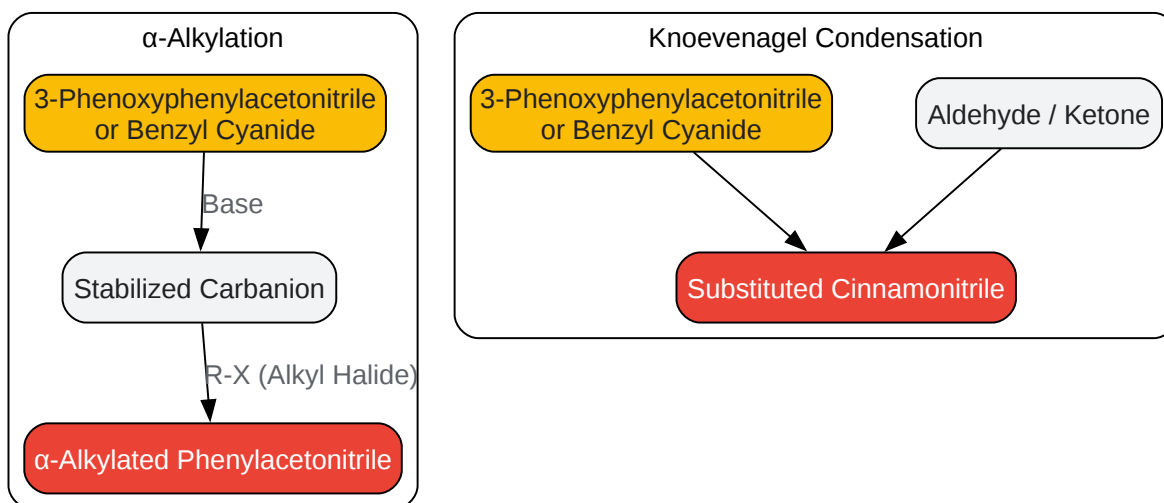 α-Alkylation
3-Phenoxyphenylacetonitrile
or Benzyl Cyanide
Base
Stabilized Carbanion
R-X (Alkyl Halide)
α-Alkylated Phenylacetonitrile
Knoevenagel Condensation
3-Phenoxyphenylacetonitrile
or Benzyl Cyanide
Aldehyde / Ketone
Substituted Cinnamonitrile